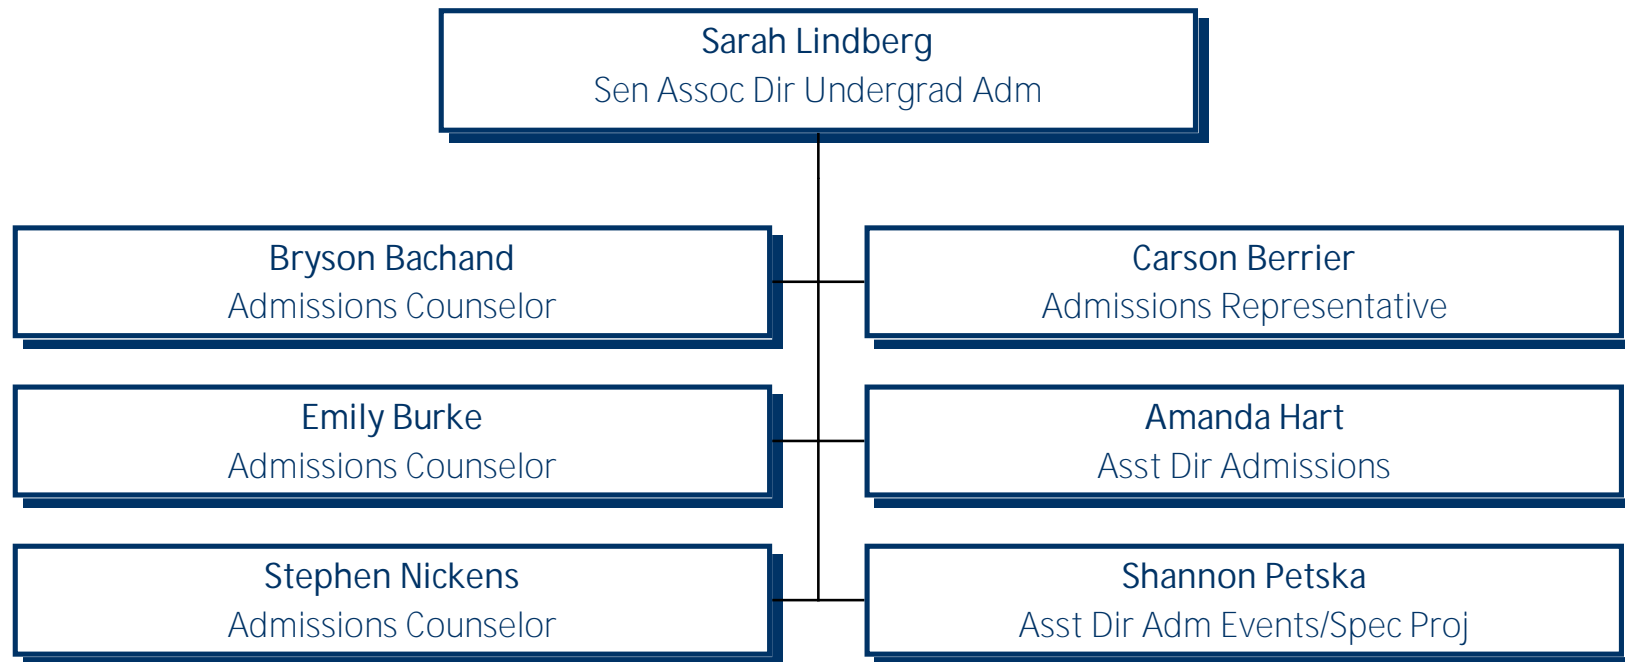 Sarah Lindberg
Sen Assoc Dir Undergrad Adm
Bryson Bachand
Admissions Counselor
Carson Berrier
Admissions Representative
Emily Burke
Admissions Counselor
Amanda Hart
Asst Dir Admissions
Stephen Nickens
Admissions Counselor
Shannon Petska
Asst Dir Adm Events/Spec Proj